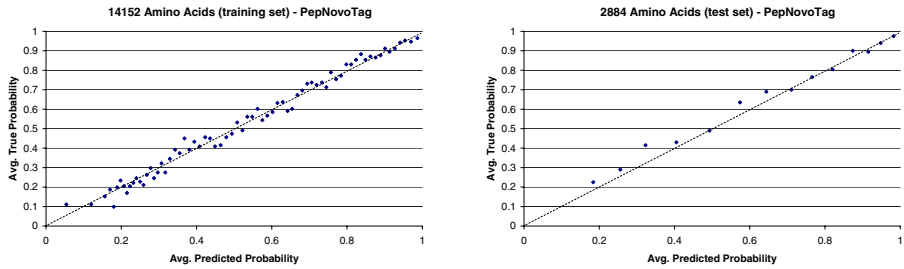 14152 Amino Acids (training set) - PepNovoTag
Avg. True Probability
1
0.9
0.8
0.7
0.6
0.5
0.4
0.3
0.2
0.1
0
0 0.2 0.4 0.6 0.8 1
Avg. Predicted Probability
2884 Amino Acids (test set) - PepNovoTag
Avg. True Probability
1
0.9
0.8
0.7
0.6
0.5
0.4
0.3
0.2
0.1
0
0 0.2 0.4 0.6 0.8 1
Avg. Predicted Probability